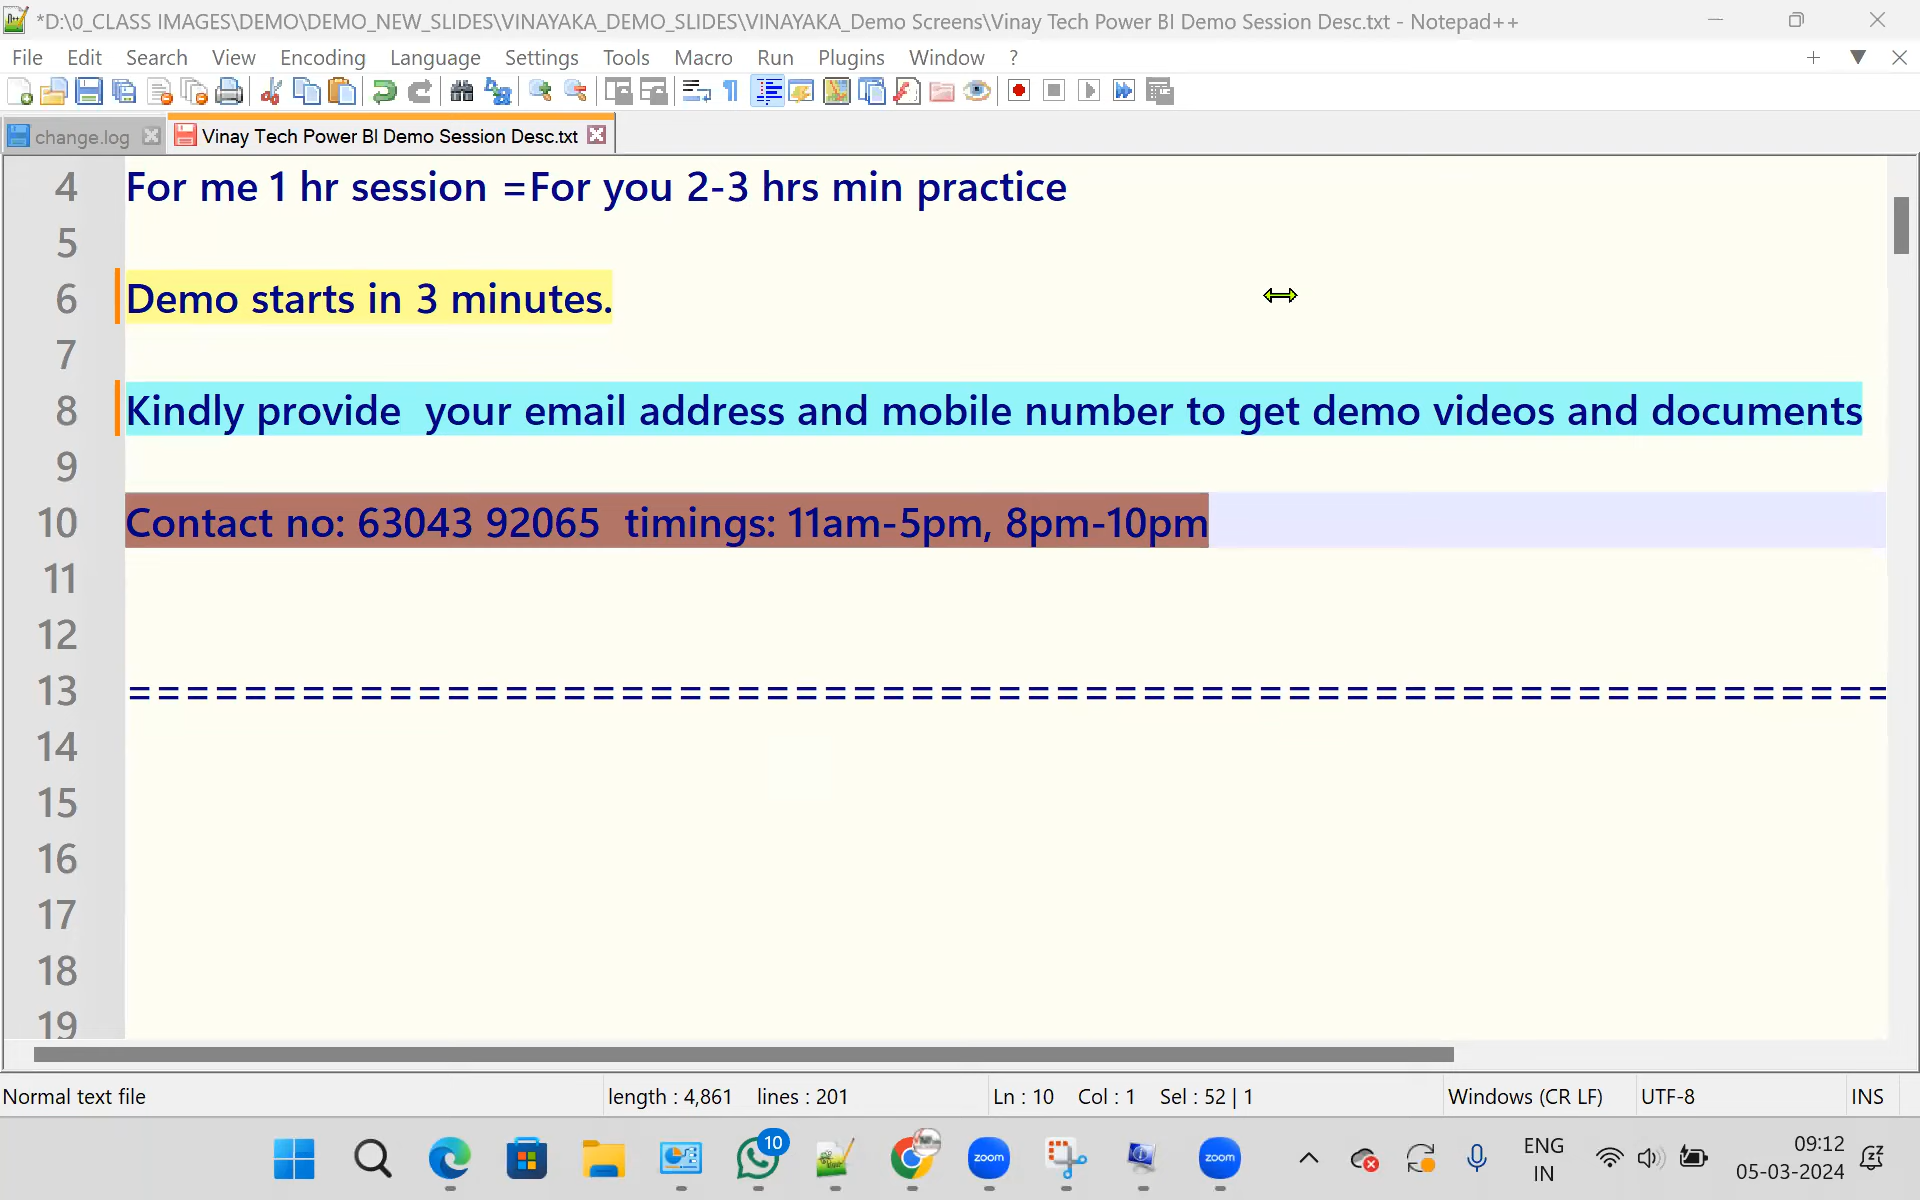 *D:\0_CLASS IMAGES\DEMO\DEMO_NEW_SLIDES\VINAYAKA_DEMO_SLIDES\VINAYAKA_Demo Screens\Vinay Tech Power BI Demo Session Desc.txt - Notepad++
File Edit Search View Encoding Language Settings Tools Macro Run Plugins Window ?
change.log Vinay Tech Power BI Demo Session Desc.txt
4 For me 1 hr session =For you 2-3 hrs min practice
5
6 Demo starts in 3 minutes.
7
8 Kindly provide  your email address and mobile number to get demo videos and documents
9
10 Contact no: 63043 92065  timings: 11am-5pm, 8pm-10pm
11
12
13 =============================================================
14
15
16
17
18
19
Normal text file length : 4,861 lines : 201 Ln : 10 Col : 1 Sel : 52 | 1 Windows (CR LF) UTF-8 INS
10 zoom zoom ENG 09:12
IN 05-03-2024